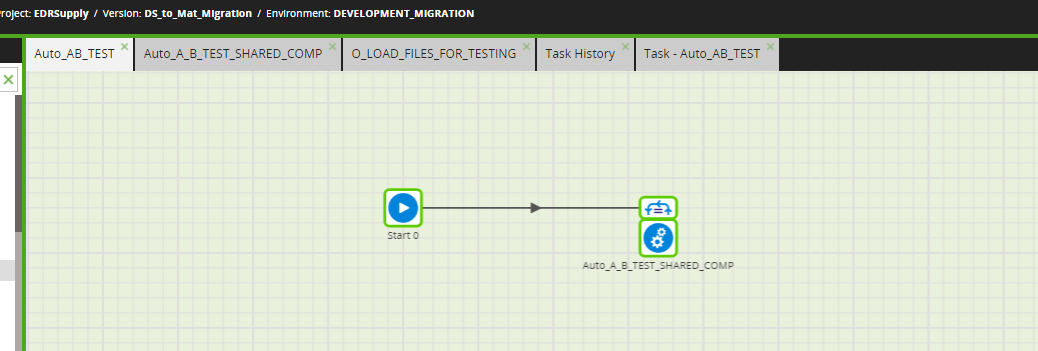 roject: EDRSupply / Version: DS_to_Mat_Migration / Environment: DEVELOPMENT_MIGRATION
Auto_AB_TEST Auto_A_B_TEST_SHARED_COMP O_LOAD_FILES_FOR_TESTING Task History Task - Auto_AB_TEST
Start 0
Auto_A_B_TEST_SHARED_COMP